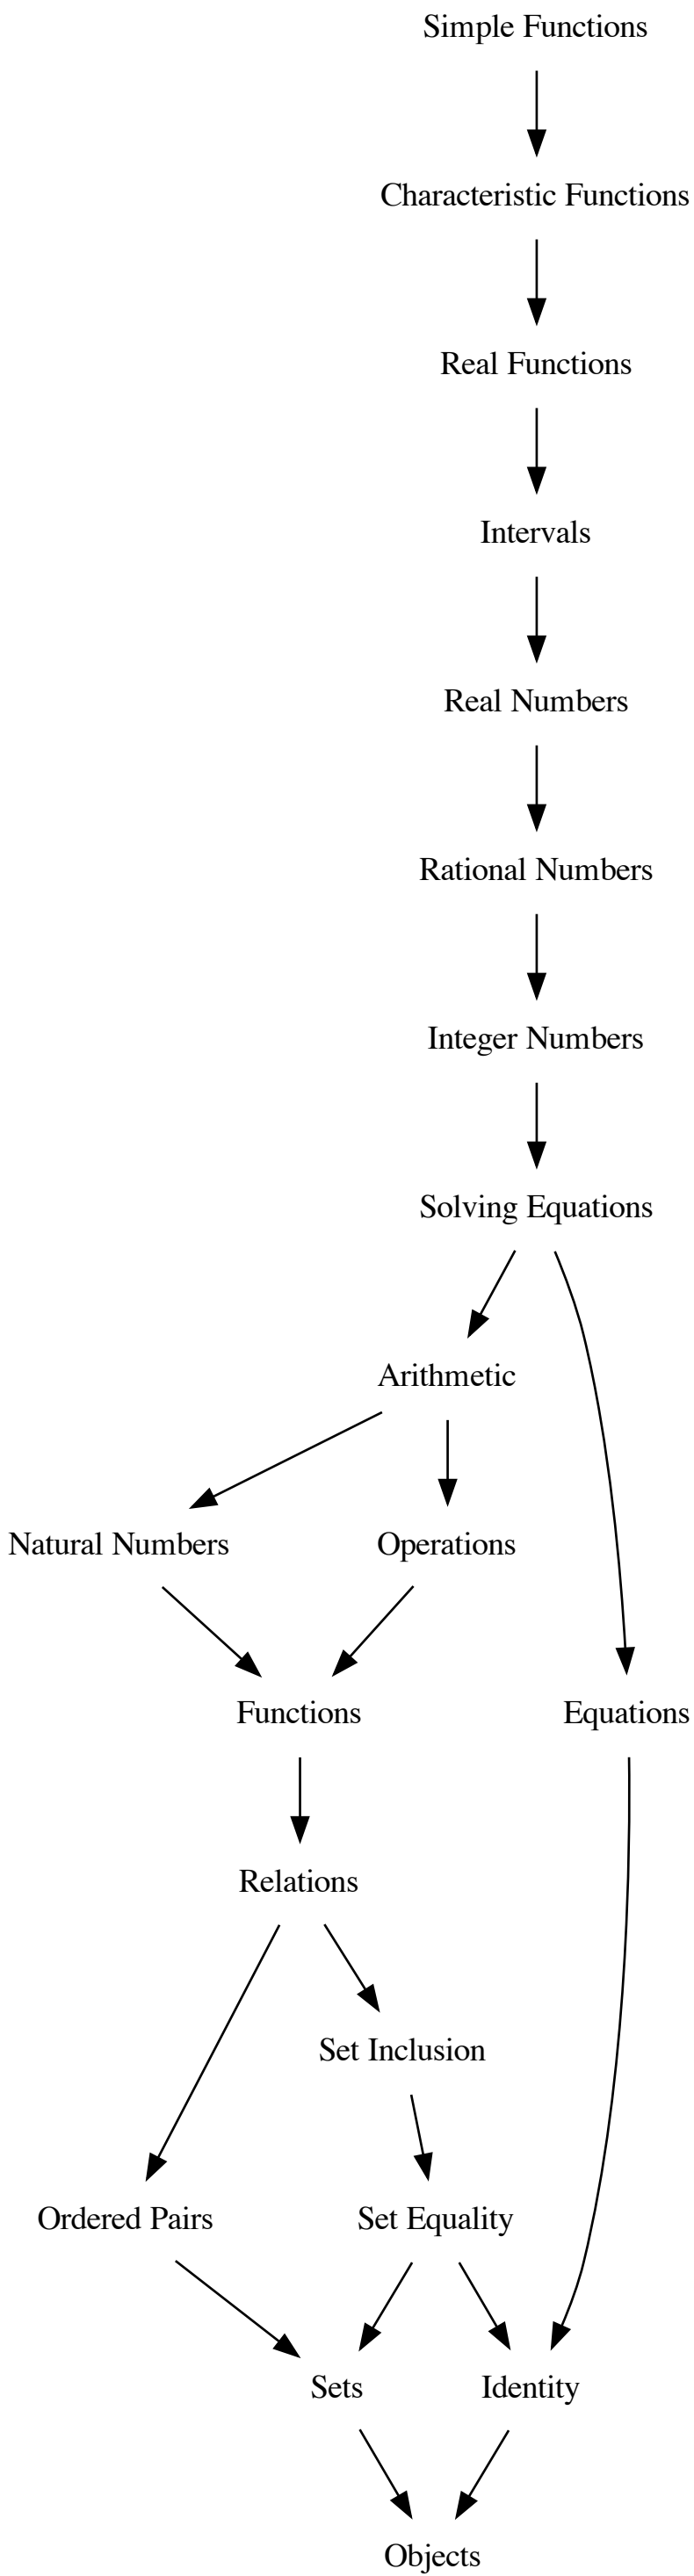 Simple Functions
Characteristic Functions
Real Functions
Intervals
Real Numbers
Rational Numbers
Integer Numbers
Solving Equations
Arithmetic
Natural Numbers
Operations
Functions
Equations
Relations
Set Inclusion
Ordered Pairs
Set Equality
Sets
Identity
Objects